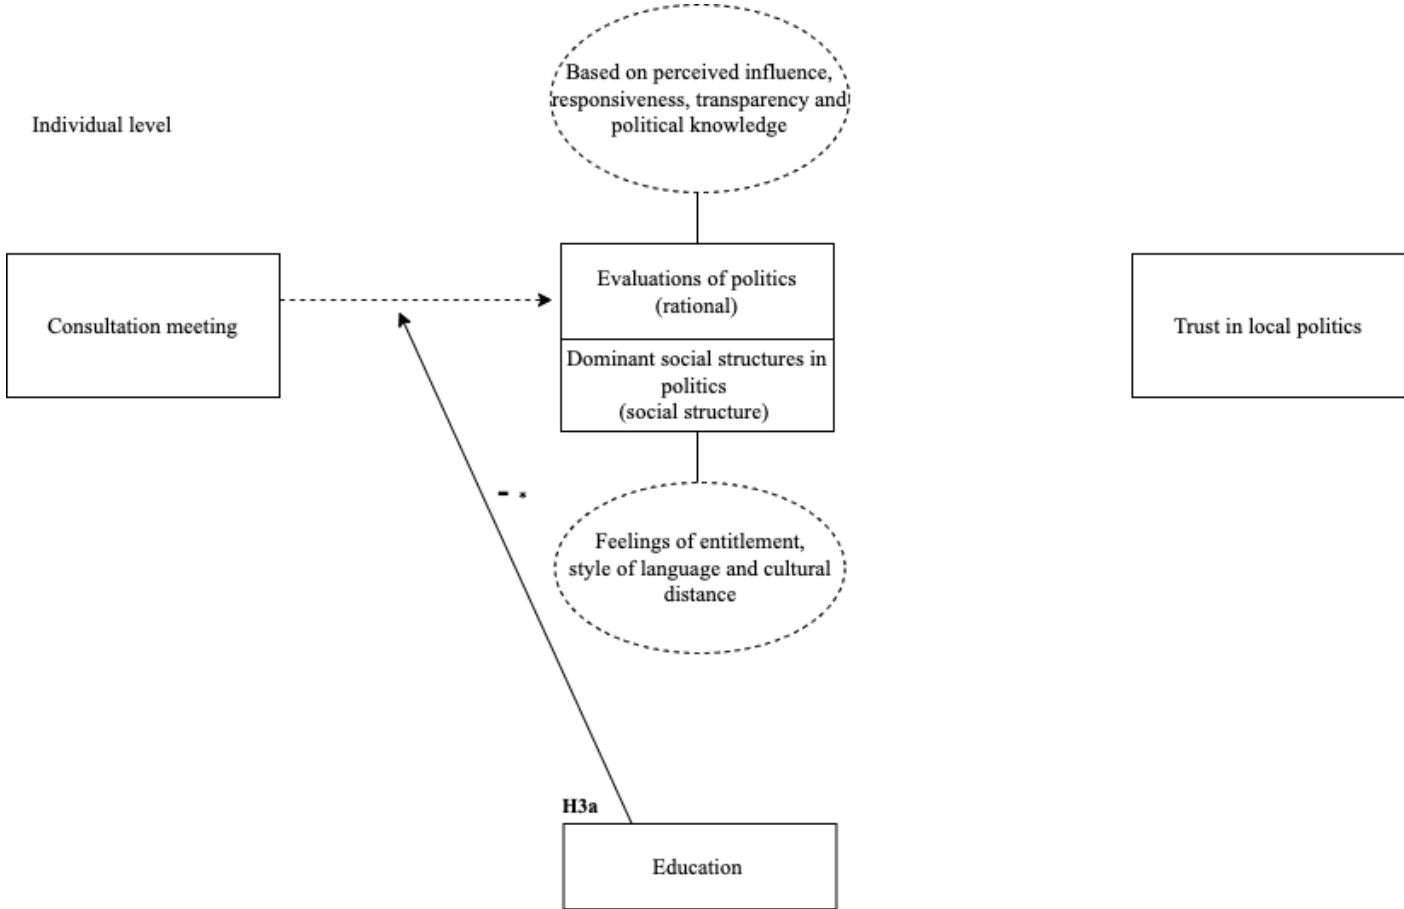 Based on perceived influence,
responsiveness, transparency and
political knowledge
Individual level
Consultation meeting
Evaluations of politics
(rational)
Dominant social structures in
politics
(social structure)
Trust in local politics
- *
Feelings of entitlement,
style of language and cultural
distance
H3a
Education